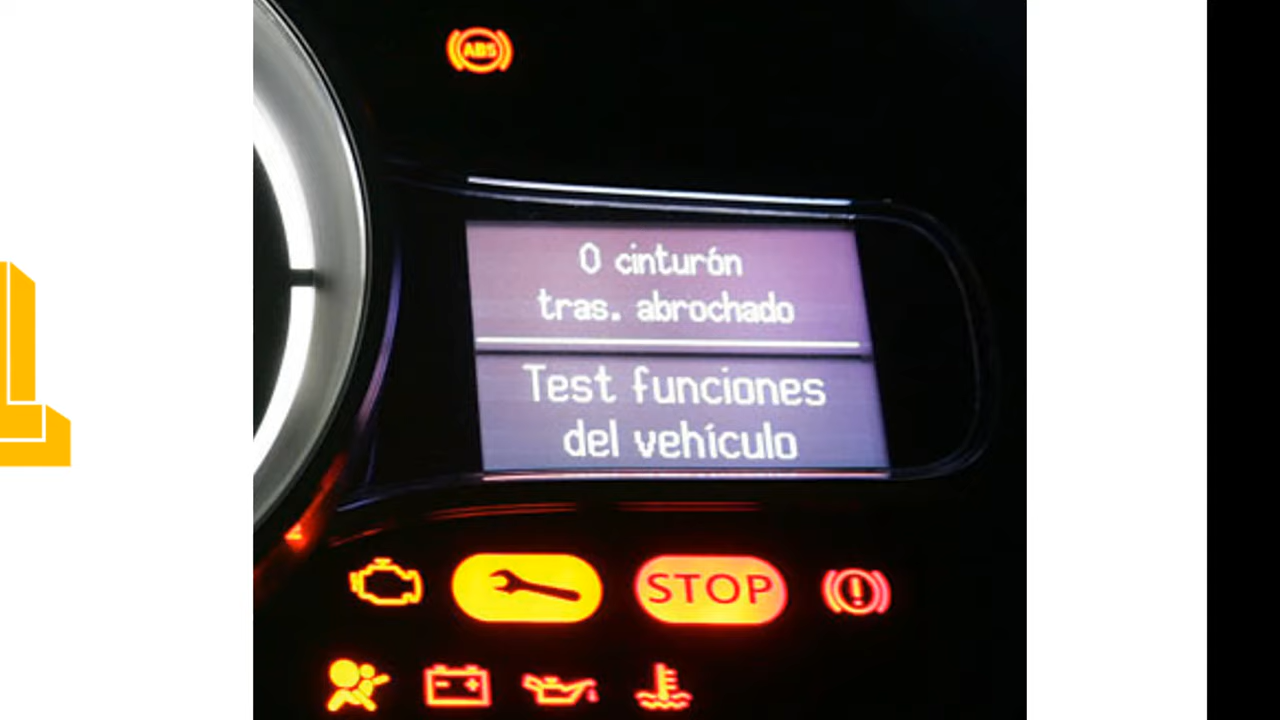 ABS
0 cinturón
tras. abrochado
Test funciones
del vehículo
STOP